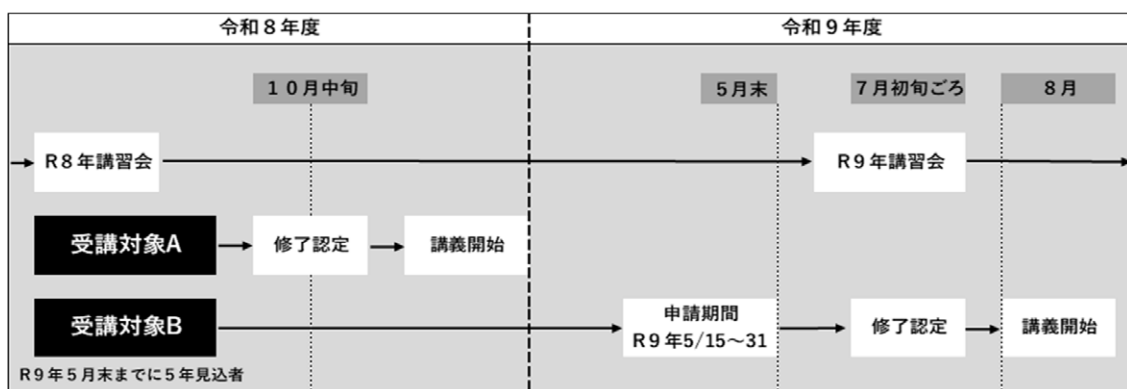 令和８年度
令和９年度
１０月中旬
５月末
７月初旬ごろ
８月
R８年講習会
R９年講習会
受講対象A
修了認定
講義開始
受講対象B
申請期間
R９年5/15～31
修了認定
講義開始
R９年５月末までに５年見込者